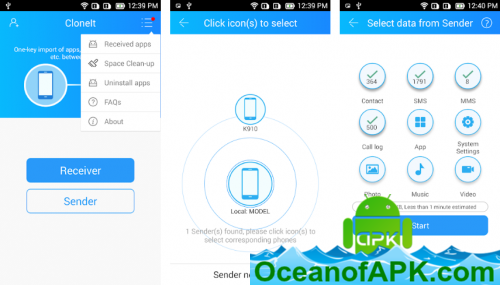 12:39 PM
CloneIt
One-key import of apps,
etc. betwe
Received apps
Space Clean-up
Uninstall apps
FAQs
About
Receiver
Sender
12:39 PM
Click icon(s) to select
K910
Local: MODEL
1 Sender(s) found, please click icon(s) to
select corresponding phones
Sender no
12:40 PM
Select data from Sender
364
1791
8
Contact
SMS
MMS
500
Call log
App
System
Settings
Photo
Music
Video
Less than 1 minute estimated
Start
APK
OceanofAPK.com